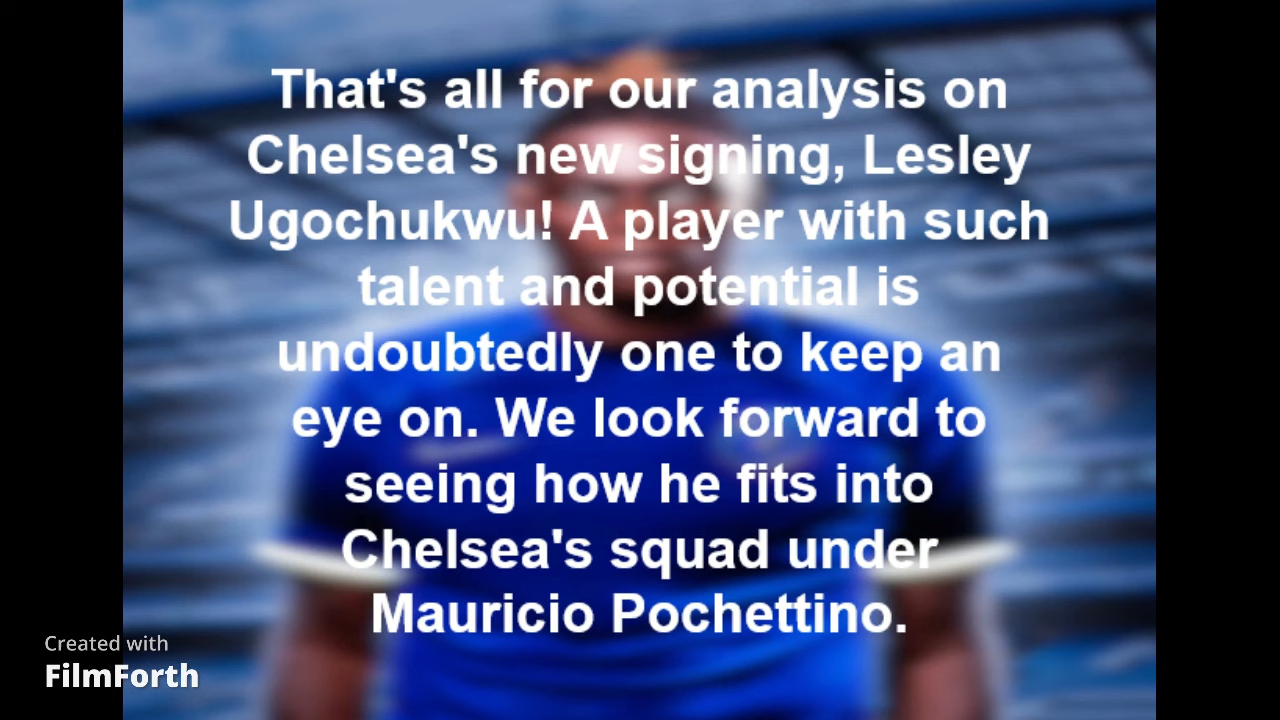 That's all for our analysis on
Chelsea's new signing, Lesley
Ugochukwu! A player with such
talent and potential is
undoubtedly one to keep an
eye on. We look forward to
seeing how he fits into
Chelsea's squad under
Mauricio Pochettino.
Created with
FilmForth